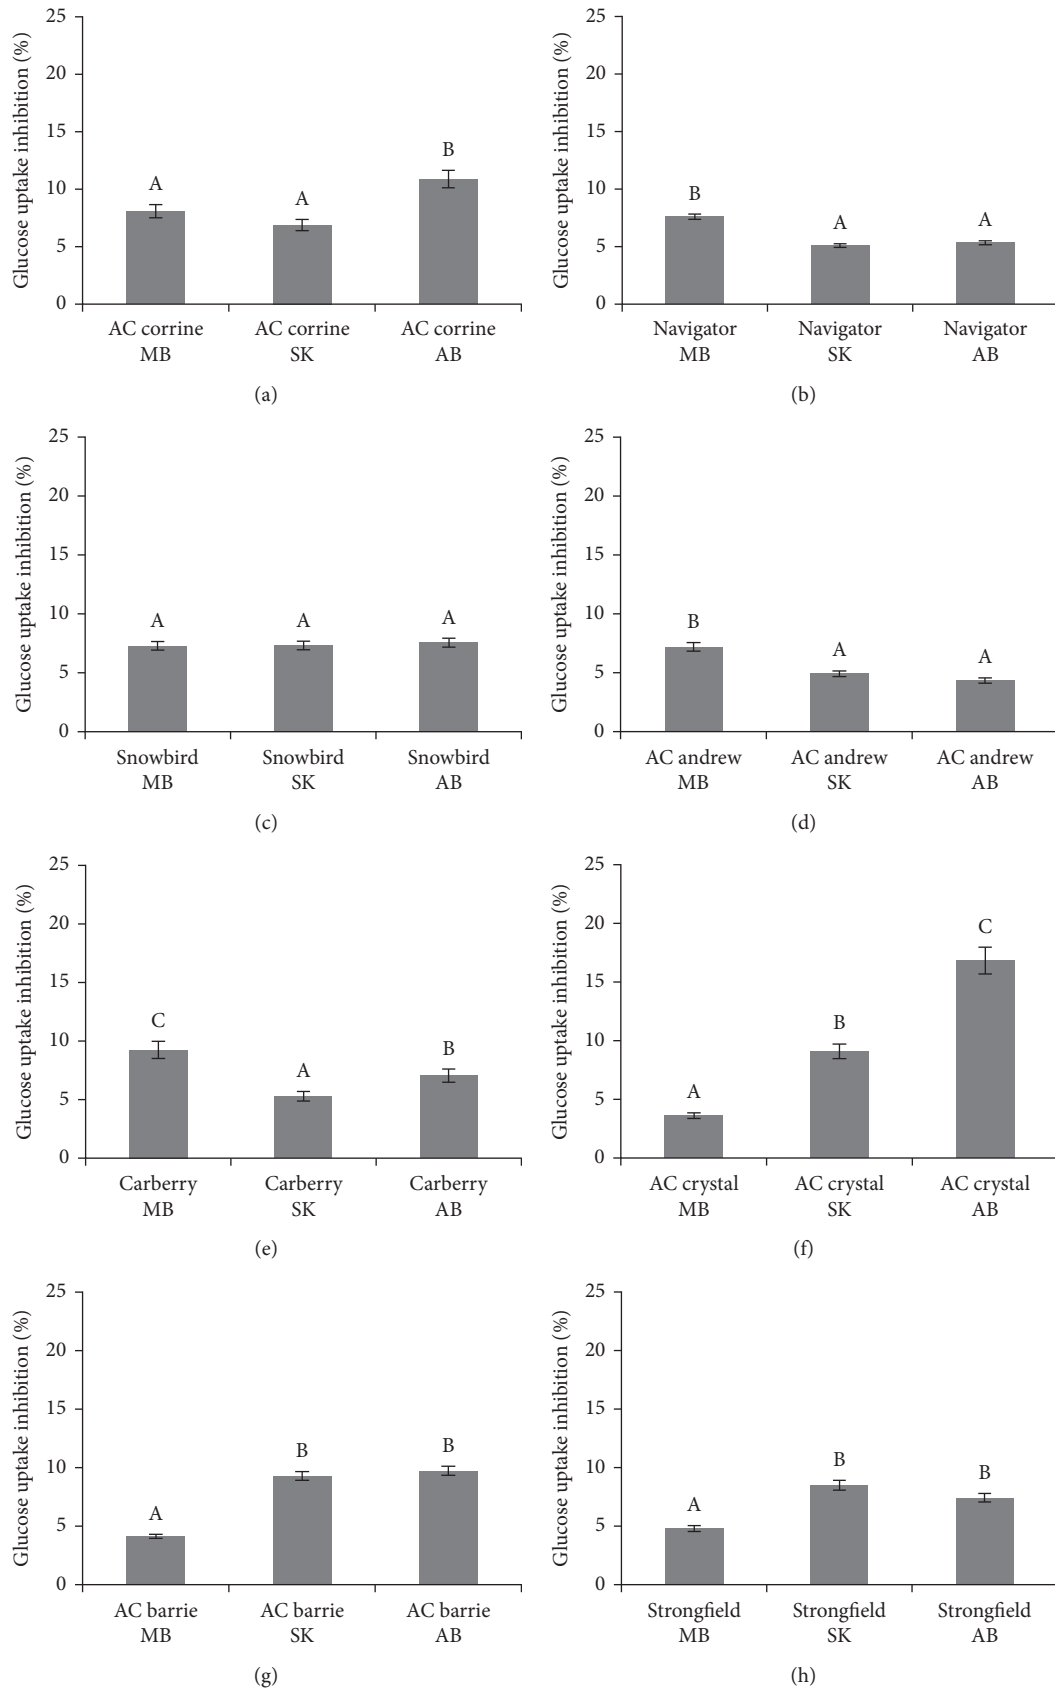 Glucose uptake inhibition (%)
25
20
15
10
5
0
A
A
B
AC corrine
MB
AC corrine
SK
AC corrine
AB
(a)
Glucose uptake inhibition (%)
25
20
15
10
5
0
B
A
A
Navigator
MB
Navigator
SK
Navigator
AB
(b)
Glucose uptake inhibition (%)
25
20
15
10
5
0
A
A
A
Snowbird
MB
Snowbird
SK
Snowbird
AB
(c)
Glucose uptake inhibition (%)
25
20
15
10
5
0
B
A
A
AC andrew
MB
AC andrew
SK
AC andrew
AB
(d)
Glucose uptake inhibition (%)
25
20
15
10
5
0
C
A
B
Carberry
MB
Carberry
SK
Carberry
AB
(e)
Glucose uptake inhibition (%)
25
20
15
10
5
0
A
B
C
AC crystal
MB
AC crystal
SK
AC crystal
AB
(f)
Glucose uptake inhibition (%)
25
20
15
10
5
0
A
B
B
AC barrie
MB
AC barrie
SK
AC barrie
AB
(g)
Glucose uptake inhibition (%)
25
20
15
10
5
0
A
B
B
Strongfield
MB
Strongfield
SK
Strongfield
AB
(h)